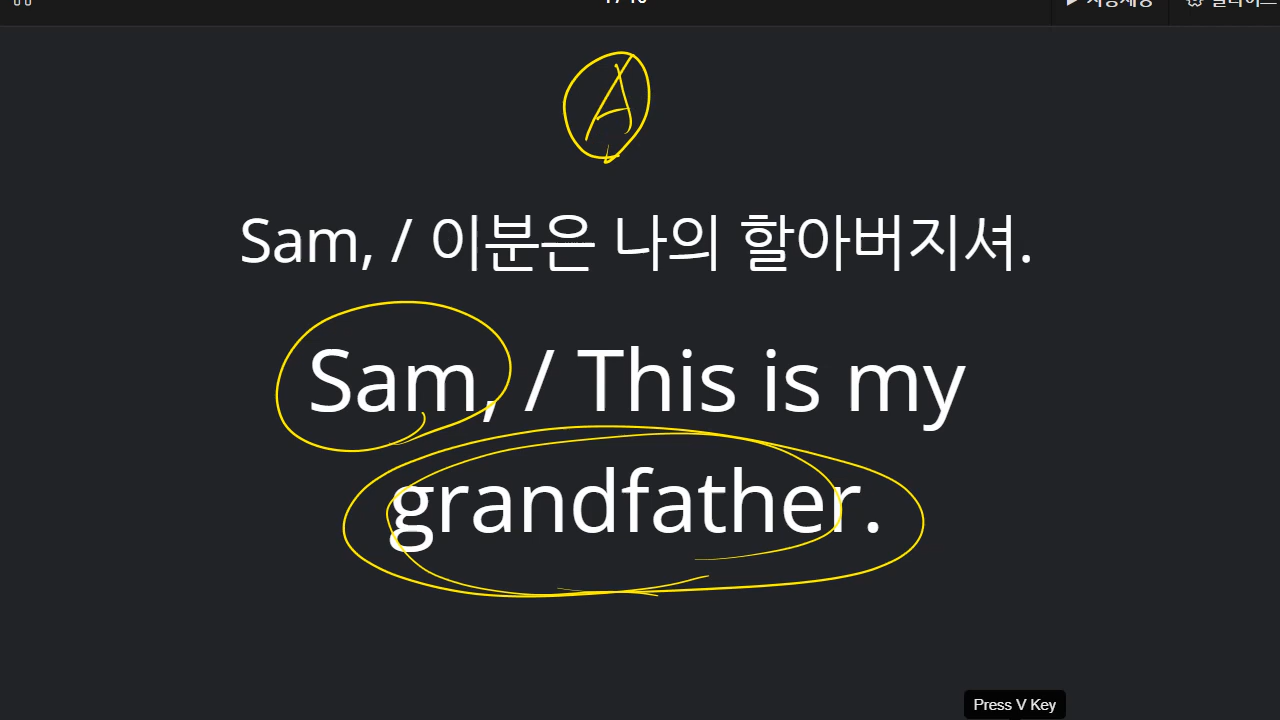 A
Sam, / 이분은 나의 할아버지셔.
Sam, / This is my
grandfather.
Press V Key